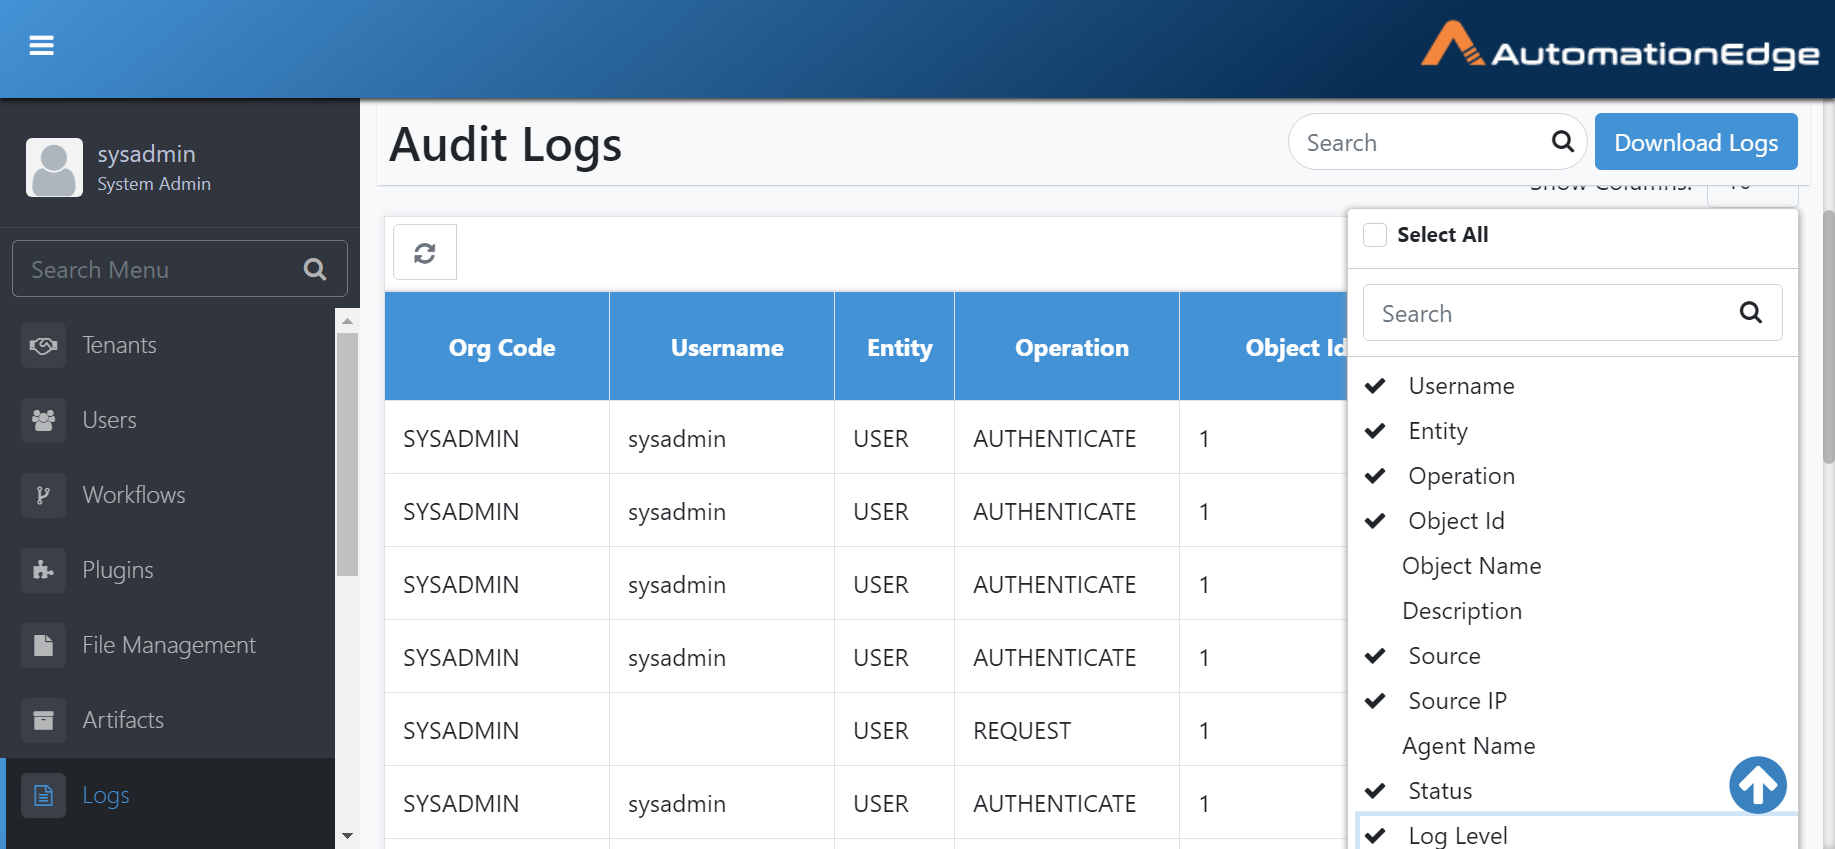 AutomationEdge
sysadmin
System Admin
Search Menu
Tenants
Users
Workflows
Plugins
File Management
Artifacts
Logs
Audit Logs
Search
Download Logs
Show Columns:
Org Code Username Entity Operation Object Id
SYSADMIN sysadmin USER AUTHENTICATE 1
SYSADMIN sysadmin USER AUTHENTICATE 1
SYSADMIN sysadmin USER AUTHENTICATE 1
SYSADMIN sysadmin USER AUTHENTICATE 1
SYSADMIN USER REQUEST 1
SYSADMIN sysadmin USER AUTHENTICATE 1
Select All
Search
Username
Entity
Operation
Object Id
Object Name
Description
Source
Source IP
Agent Name
Status
Log Level